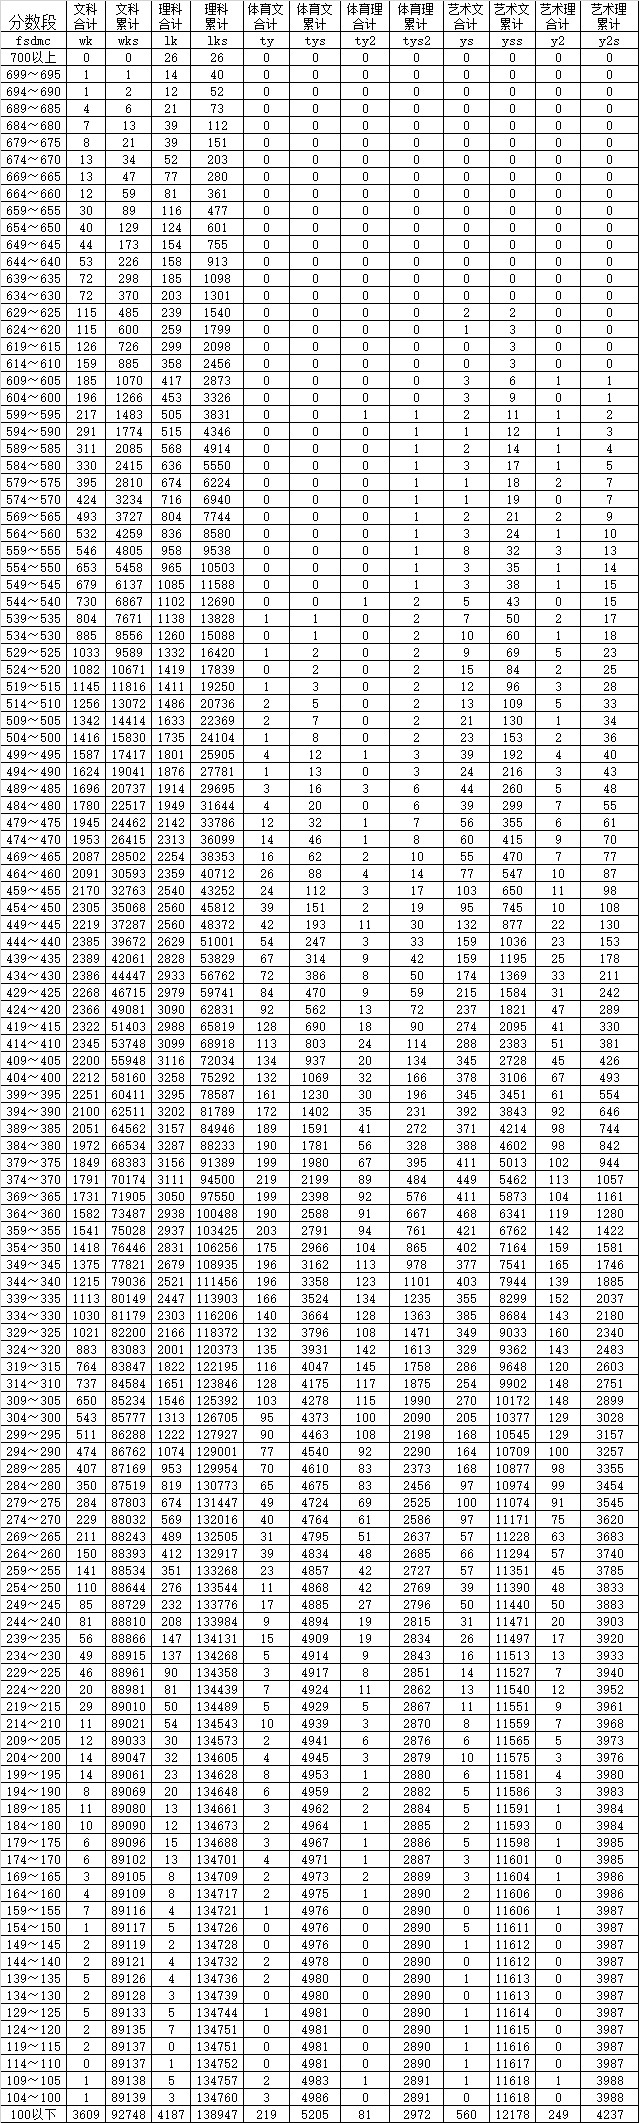 分数段 文科合计 文科累计 理科合计 理科累计 体育文合计 体育文累计 体育理合计 体育理累计 艺术文合计 艺术文累计 艺术理合计 艺术理累计
fsdmc wk wks lk lks ty tys ty2 tys2 ys yss y2 y2s
700以上 0 0 26 26 0 0 0 0 0 0 0 0
699～695 1 1 14 40 0 0 0 0 0 0 0 0
694～690 1 2 12 52 0 0 0 0 0 0 0 0
689～685 4 6 21 73 0 0 0 0 0 0 0 0
684～680 7 13 39 112 0 0 0 0 0 0 0 0
679～675 8 21 39 151 0 0 0 0 0 0 0 0
674～670 13 34 52 203 0 0 0 0 0 0 0 0
669～665 13 47 77 280 0 0 0 0 0 0 0 0
664～660 12 59 81 361 0 0 0 0 0 0 0 0
659～655 30 89 116 477 0 0 0 0 0 0 0 0
654～650 40 129 124 601 0 0 0 0 0 0 0 0
649～645 44 173 154 755 0 0 0 0 0 0 0 0
644～640 53 226 158 913 0 0 0 0 0 0 0 0
639～635 72 298 185 1098 0 0 0 0 0 0 0 0
634～630 72 370 203 1301 0 0 0 0 0 0 0 0
629～625 115 485 239 1540 0 0 0 0 2 2 0 0
624～620 115 600 259 1799 0 0 0 0 1 3 0 0
619～615 126 726 299 2098 0 0 0 0 0 3 0 0
614～610 159 885 358 2456 0 0 0 0 0 3 0 0
609～605 185 1070 417 2873 0 0 0 0 3 6 1 1
604～600 196 1266 453 3326 0 0 0 0 3 9 0 1
599～595 217 1483 505 3831 0 0 1 1 2 11 1 2
594～590 291 1774 515 4346 0 0 0 1 1 12 1 3
589～585 311 2085 568 4914 0 0 0 1 2 14 1 4
584～580 330 2415 636 5550 0 0 0 1 3 17 1 5
579～575 395 2810 674 6224 0 0 0 1 1 18 2 7
574～570 424 3234 716 6940 0 0 0 1 1 19 0 7
569～565 493 3727 804 7744 0 0 0 1 2 21 2 9
564～560 532 4259 836 8580 0 0 0 1 3 24 1 10
559～555 546 4805 958 9538 0 0 0 1 8 32 3 13
554～550 653 5458 965 10503 0 0 0 1 3 35 1 14
549～545 679 6137 1085 11588 0 0 0 1 3 38 1 15
544～540 730 6867 1102 12690 0 0 1 2 5 43 0 15
539～535 804 7671 1138 13828 1 1 0 2 7 50 2 17
534～530 885 8556 1260 15088 0 1 0 2 10 60 1 18
529～525 1033 9589 1332 16420 1 2 0 2 9 69 5 23
524～520 1082 10671 1419 17839 0 2 0 2 15 84 2 25
519～515 1145 11816 1411 19250 1 3 0 2 12 96 3 28
514～510 1256 13072 1486 20736 2 5 0 2 13 109 5 33
509～505 1342 14414 1633 22369 2 7 0 2 21 130 1 34
504～500 1416 15830 1735 24104 1 8 0 2 23 153 2 36
499～495 1587 17417 1801 25905 4 12 1 3 39 192 4 40
494～490 1624 19041 1876 27781 1 13 0 3 24 216 3 43
489～485 1696 20737 1914 29695 3 16 3 6 44 260 5 48
484～480 1780 22517 1949 31644 4 20 0 6 39 299 7 55
479～475 1945 24462 2142 33786 12 32 1 7 56 355 6 61
474～470 1953 26415 2313 36099 14 46 1 8 60 415 9 70
469～465 2087 28502 2254 38353 16 62 2 10 55 470 7 77
464～460 2091 30593 2359 40712 26 88 4 14 77 547 10 87
459～455 2170 32763 2540 43252 24 112 3 17 103 650 11 98
454～450 2305 35068 2560 45812 39 151 2 19 95 745 10 108
449～445 2219 37287 2560 48372 42 193 11 30 132 877 22 130
444～440 2385 39672 2629 51001 54 247 3 33 159 1036 23 153
439～435 2389 42061 2828 53829 67 314 9 42 159 1195 25 178
434～430 2386 44447 2933 56762 72 386 8 50 174 1369 33 211
429～425 2268 46715 2979 59741 84 470 9 59 215 1584 31 242
424～420 2366 49081 3090 62831 92 562 13 72 237 1821 47 289
419～415 2322 51403 2988 65819 128 690 18 90 274 2095 41 330
414～410 2345 53748 3099 68918 113 803 24 114 288 2383 51 381
409～405 2200 55948 3116 72034 134 937 20 134 345 2728 45 426
404～400 2212 58160 3258 75292 132 1069 32 166 378 3106 67 493
399～395 2251 60411 3295 78587 161 1230 30 196 345 3451 61 554
394～390 2100 62511 3202 81789 172 1402 35 231 392 3843 92 646
389～385 2051 64562 3157 84946 189 1591 41 272 371 4214 98 744
384～380 1972 66534 3287 88233 190 1781 56 328 388 4602 98 842
379～375 1849 68383 3156 91389 199 1980 67 395 411 5013 102 944
374～370 1791 70174 3111 94500 219 2199 89 484 449 5462 113 1057
369～365 1731 71905 3050 97550 199 2398 92 576 411 5873 104 1161
364～360 1582 73487 2938 100488 190 2588 91 667 468 6341 119 1280
359～355 1541 75028 2937 103425 203 2791 94 761 421 6762 142 1422
354～350 1418 76446 2831 106256 175 2966 104 865 402 7164 159 1581
349～345 1375 77821 2679 108935 196 3162 113 978 377 7541 165 1746
344～340 1215 79036 2521 111456 196 3358 123 1101 403 7944 139 1885
339～335 1113 80149 2447 113903 166 3524 134 1235 355 8299 152 2037
334～330 1030 81179 2303 116206 140 3664 128 1363 385 8684 143 2180
329～325 1021 82200 2166 118372 132 3796 108 1471 349 9033 160 2340
324～320 883 83083 2001 120373 135 3931 142 1613 329 9362 143 2483
319～315 764 83847 1822 122195 116 4047 145 1758 286 9648 120 2603
314～310 737 84584 1651 123846 128 4175 117 1875 254 9902 148 2751
309～305 650 85234 1546 125392 103 4278 115 1990 270 10172 148 2899
304～300 543 85777 1313 126705 95 4373 100 2090 205 10377 129 3028
299～295 511 86288 1222 127927 90 4463 108 2198 168 10545 129 3157
294～290 474 86762 1074 129001 77 4540 92 2290 164 10709 100 3257
289～285 407 87169 953 129954 70 4610 83 2373 168 10877 98 3355
284～280 350 87519 819 130773 65 4675 83 2456 97 10974 99 3454
279～275 284 87803 674 131447 49 4724 69 2525 100 11074 91 3545
274～270 229 88032 569 132016 40 4764 61 2586 97 11171 75 3620
269～265 211 88243 489 132505 31 4795 51 2637 57 11228 63 3683
264～260 150 88393 412 132917 39 4834 48 2685 66 11294 57 3740
259～255 141 88534 351 133268 23 4857 42 2727 57 11351 45 3785
254～250 110 88644 276 133544 11 4868 42 2769 39 11390 48 3833
249～245 85 88729 232 133776 17 4885 27 2796 50 11440 50 3883
244～240 81 88810 208 133984 9 4894 19 2815 31 11471 20 3903
239～235 56 88866 147 134131 15 4909 19 2834 26 11497 17 3920
234～230 49 88915 137 134268 5 4914 9 2843 16 11513 13 3933
229～225 46 88961 90 134358 3 4917 8 2851 14 11527 7 3940
224～220 20 88981 81 134439 7 4924 11 2862 13 11540 12 3952
219～215 29 89010 50 134489 5 4929 5 2867 11 11551 9 3961
214～210 11 89021 54 134543 10 4939 3 2870 8 11559 7 3968
209～205 12 89033 30 134573 2 4941 6 2876 6 11565 5 3973
204～200 14 89047 32 134605 4 4945 3 2879 10 11575 3 3976
199～195 14 89061 23 134628 8 4953 1 2880 6 11581 4 3980
194～190 8 89069 20 134648 6 4959 2 2882 5 11586 3 3983
189～185 11 89080 13 134661 3 4962 2 2884 5 11591 1 3984
184～180 10 89090 12 134673 2 4964 1 2885 2 11593 0 3984
179～175 6 89096 15 134688 3 4967 1 2886 5 11598 1 3985
174～170 6 89102 13 134701 4 4971 1 2887 3 11601 0 3985
169～165 3 89105 8 134709 2 4973 2 2889 3 11604 1 3986
164～160 4 89109 8 134717 2 4975 1 2890 2 11606 0 3986
159～155 7 89116 4 134721 1 4976 0 2890 0 11606 1 3987
154～150 1 89117 5 134726 0 4976 0 2890 5 11611 0 3987
149～145 2 89119 2 134728 0 4976 0 2890 1 11612 0 3987
144～140 2 89121 4 134732 2 4978 0 2890 1 11613 0 3987
139～135 5 89126 4 134736 2 4980 0 2890 0 11613 0 3987
134～130 2 89128 3 134739 0 4980 0 2890 0 11613 0 3987
129～125 5 89133 5 134744 1 4981 0 2890 1 11614 0 3987
124～120 2 89135 7 134751 0 4981 0 2890 1 11615 0 3987
119～115 2 89137 0 134751 0 4981 0 2890 1 11616 0 3987
114～110 0 89137 1 134752 0 4981 0 2890 1 11617 0 3987
109～105 1 89138 5 134757 2 4983 1 2891 1 11618 1 3988
104～100 1 89139 3 134760 3 4986 0 2891 0 11618 0 3988
100以下 3609 92748 4187 138947 219 5205 81 2972 560 12178 249 4237